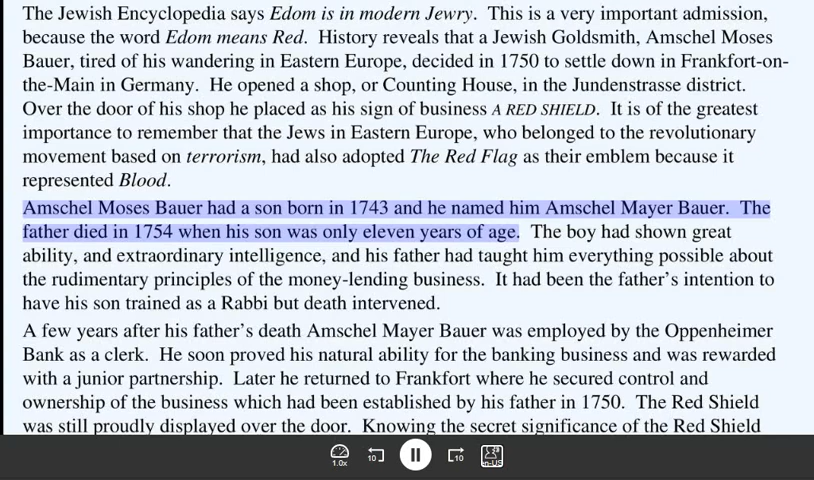 The Jewish Encyclopedia says Edom is in modern Jewry. This is a very important admission,
because the word Edom means Red. History reveals that a Jewish Goldsmith, Amschel Moses
Bauer, tired of his wandering in Eastern Europe, decided in 1750 to settle down in Frankfort-on-
the-Main in Germany. He opened a shop, or Counting House, in the Jundenstrasse district.
Over the door of his shop he placed as his sign of business A RED SHIELD. It is of the greatest
importance to remember that the Jews in Eastern Europe, who belonged to the revolutionary
movement based on terrorism, had also adopted The Red Flag as their emblem because it
represented Blood.
Amschel Moses Bauer had a son born in 1743 and he named him Amschel Mayer Bauer. The
father died in 1754 when his son was only eleven years of age. The boy had shown great
ability, and extraordinary intelligence, and his father had taught him everything possible about
the rudimentary principles of the money-lending business. It had been the father's intention to
have his son trained as a Rabbi but death intervened.
A few years after his father's death Amschel Mayer Bauer was employed by the Oppenheimer
Bank as a clerk. He soon proved his natural ability for the banking business and was rewarded
with a junior partnership. Later he returned to Frankfort where he secured control and
ownership of the business which had been established by his father in 1750. The Red Shield
was still proudly displayed over the door. Knowing the secret significance of the Red Shield
1.0x 10 10 en-US